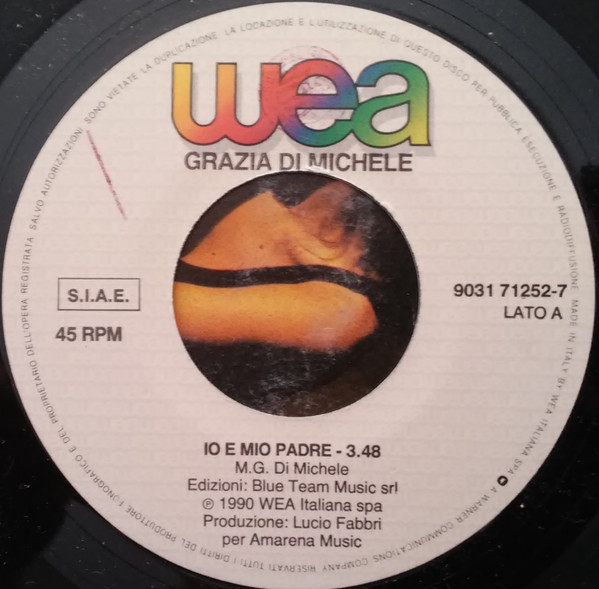 wea
GRAZIA DI MICHELE
S.I.A.E.
45 RPM
9031 71252-7
LATO A
IO E MIO PADRE - 3.48
M.G. Di Michele
Edizioni: Blue Team Music srl
℗ 1990 WEA Italiana spa
Produzione: Lucio Fabbri
per Amarena Music
RISERVATI TUTTI I DIRITTI DEL PRODUTTORE FONOGRAFICO E DEL PROPRIETARIO DELL'OPERA REGISTRATA. SALVO AUTORIZZAZIONI, SONO VIETATE LA DUPLICAZIONE, LA LOCAZIONE E L'UTILIZZAZIONE DI QUESTO DISCO PER PUBBLICA ESECUZIONE E RADIODIFFUSIONE. MADE IN ITALY BY WEA ITALIANA SPA A WARNER COMMUNICATIONS COMPANY